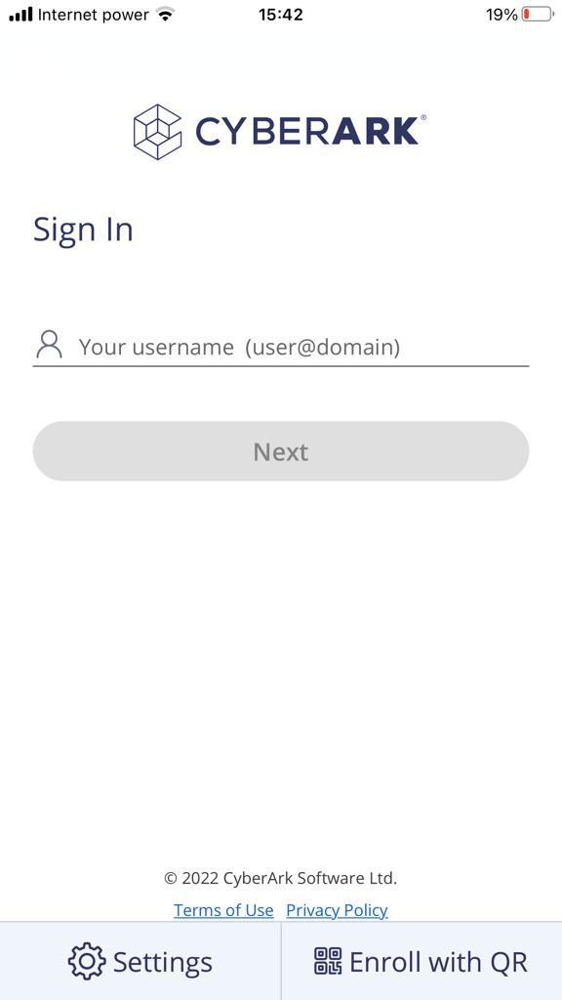 Internet power 15:42 19%
CYBERARK®
Sign In
Your username (user@domain)
Next
© 2022 CyberArk Software Ltd.
Terms of Use Privacy Policy
Settings Enroll with QR